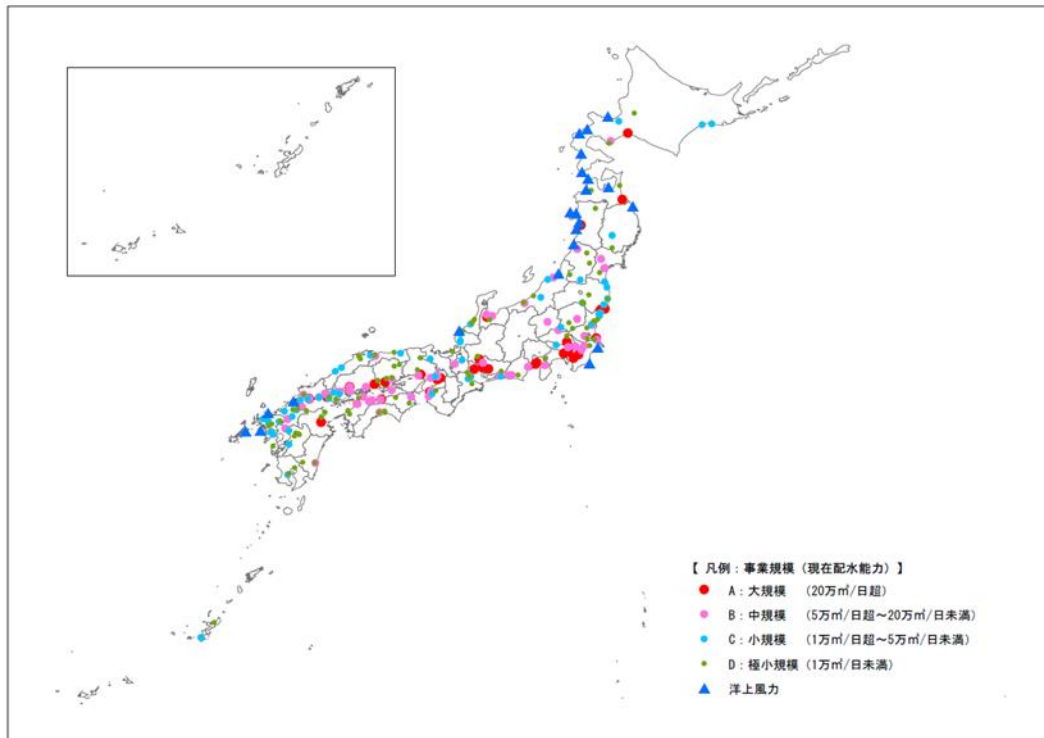 【 凡例：事業規模（現在配水能力）】
A：大規模 （20万㎥/日超）
B：中規模 （5万㎥/日超～20万㎥/日未満）
C：小規模 （1万㎥/日超～5万㎥/日未満）
D：極小規模（1万㎥/日未満）
洋上風力